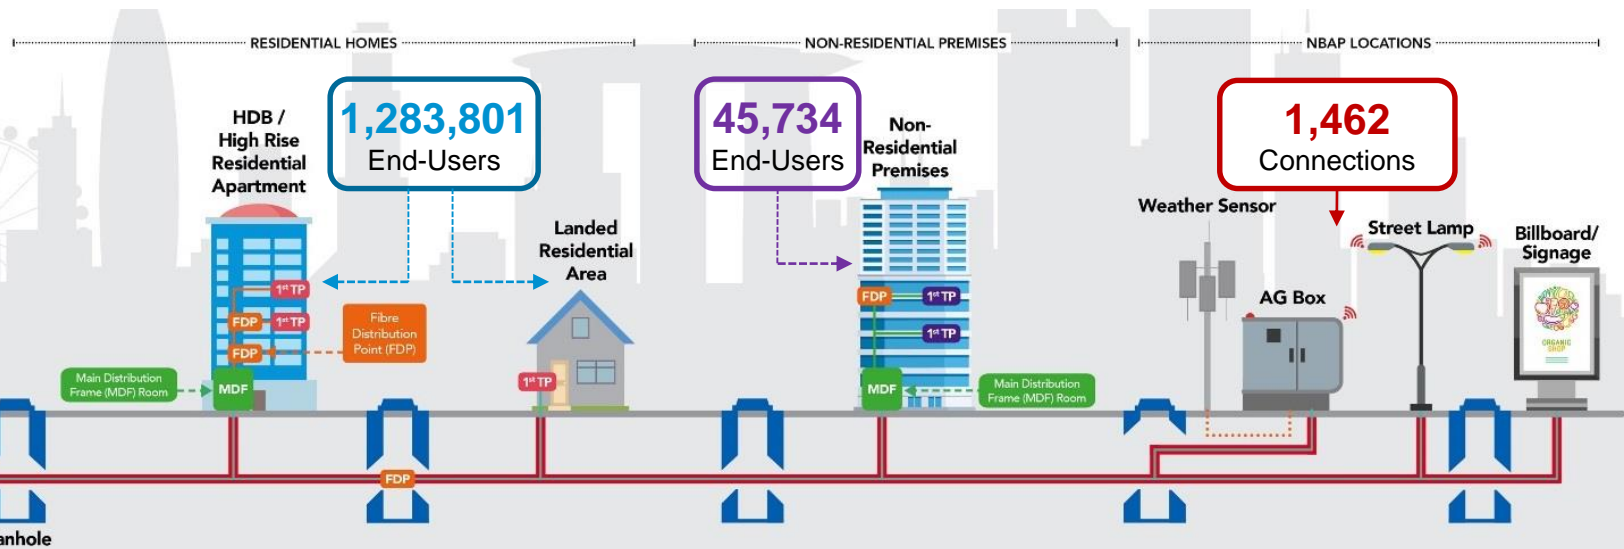 RESIDENTIAL HOMES
NON-RESIDENTIAL PREMISES
NBAP LOCATIONS
HDB /
High Rise
Residential
Apartment
1,283,801
End-Users
Landed
Residential
Area
45,734
End-Users
Non-
Residential
Premises
1,462
Connections
Weather Sensor
Street Lamp
Billboard/
Signage
AG Box
1st TP
FDP
1st TP
FDP
Fibre
Distribution
Point (FDP)
Main Distribution
Frame (MDF) Room
MDF
1st TP
FDP
1st TP
1st TP
MDF
Main Distribution
Frame (MDF) Room
ORGANIC
SHOP
FDP
anhole